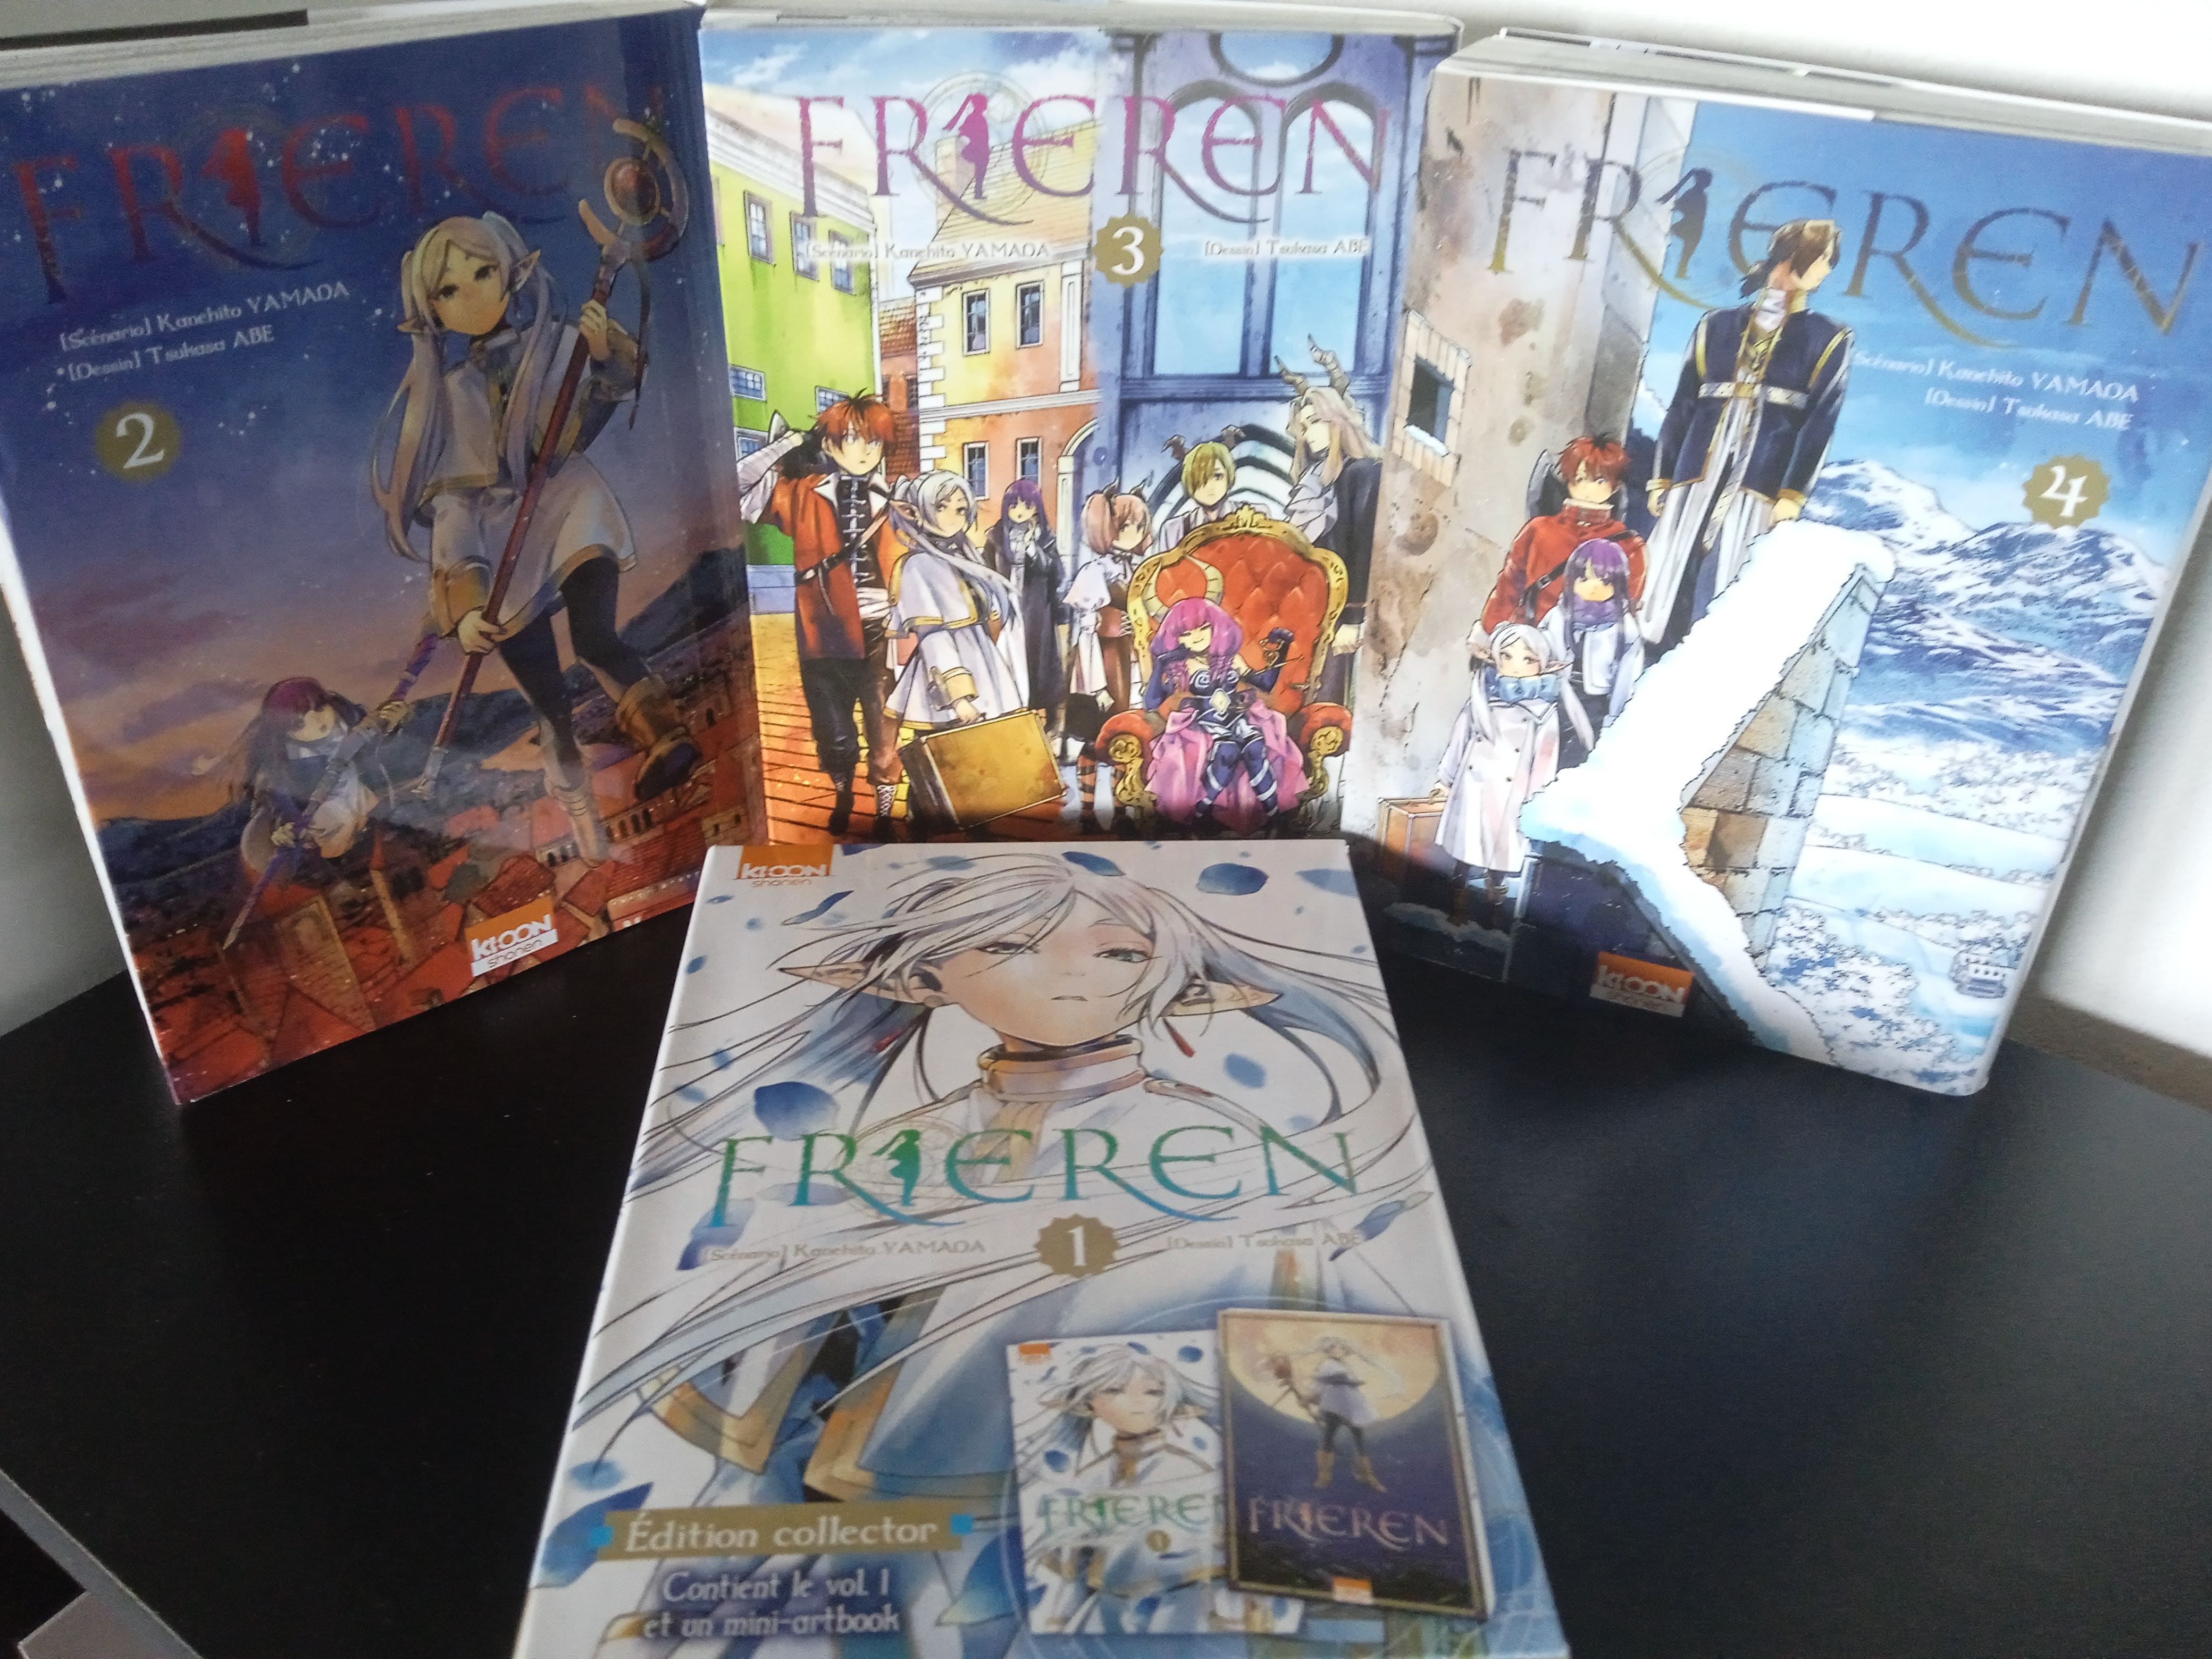 FRIEREN
[Scénario] Kanehito YAMADA
[Dessin] Tsukasa ABE
2
KI-OON
shonen
FRIEREN
[Scénario] Kanehito YAMADA
3
[Dessin] Tsukasa ABE
FRIEREN
[Scénario] Kanehito YAMADA
[Dessin] Tsukasa ABE
4
KI-OON
shonen
KI-OON
shonen
FRIEREN
[Scénario] Kanehito YAMADA
1
[Dessin] Tsukasa ABE
Édition collector
Contient le vol. 1
et un mini-artbook
FRIERE
1
FRIEREN